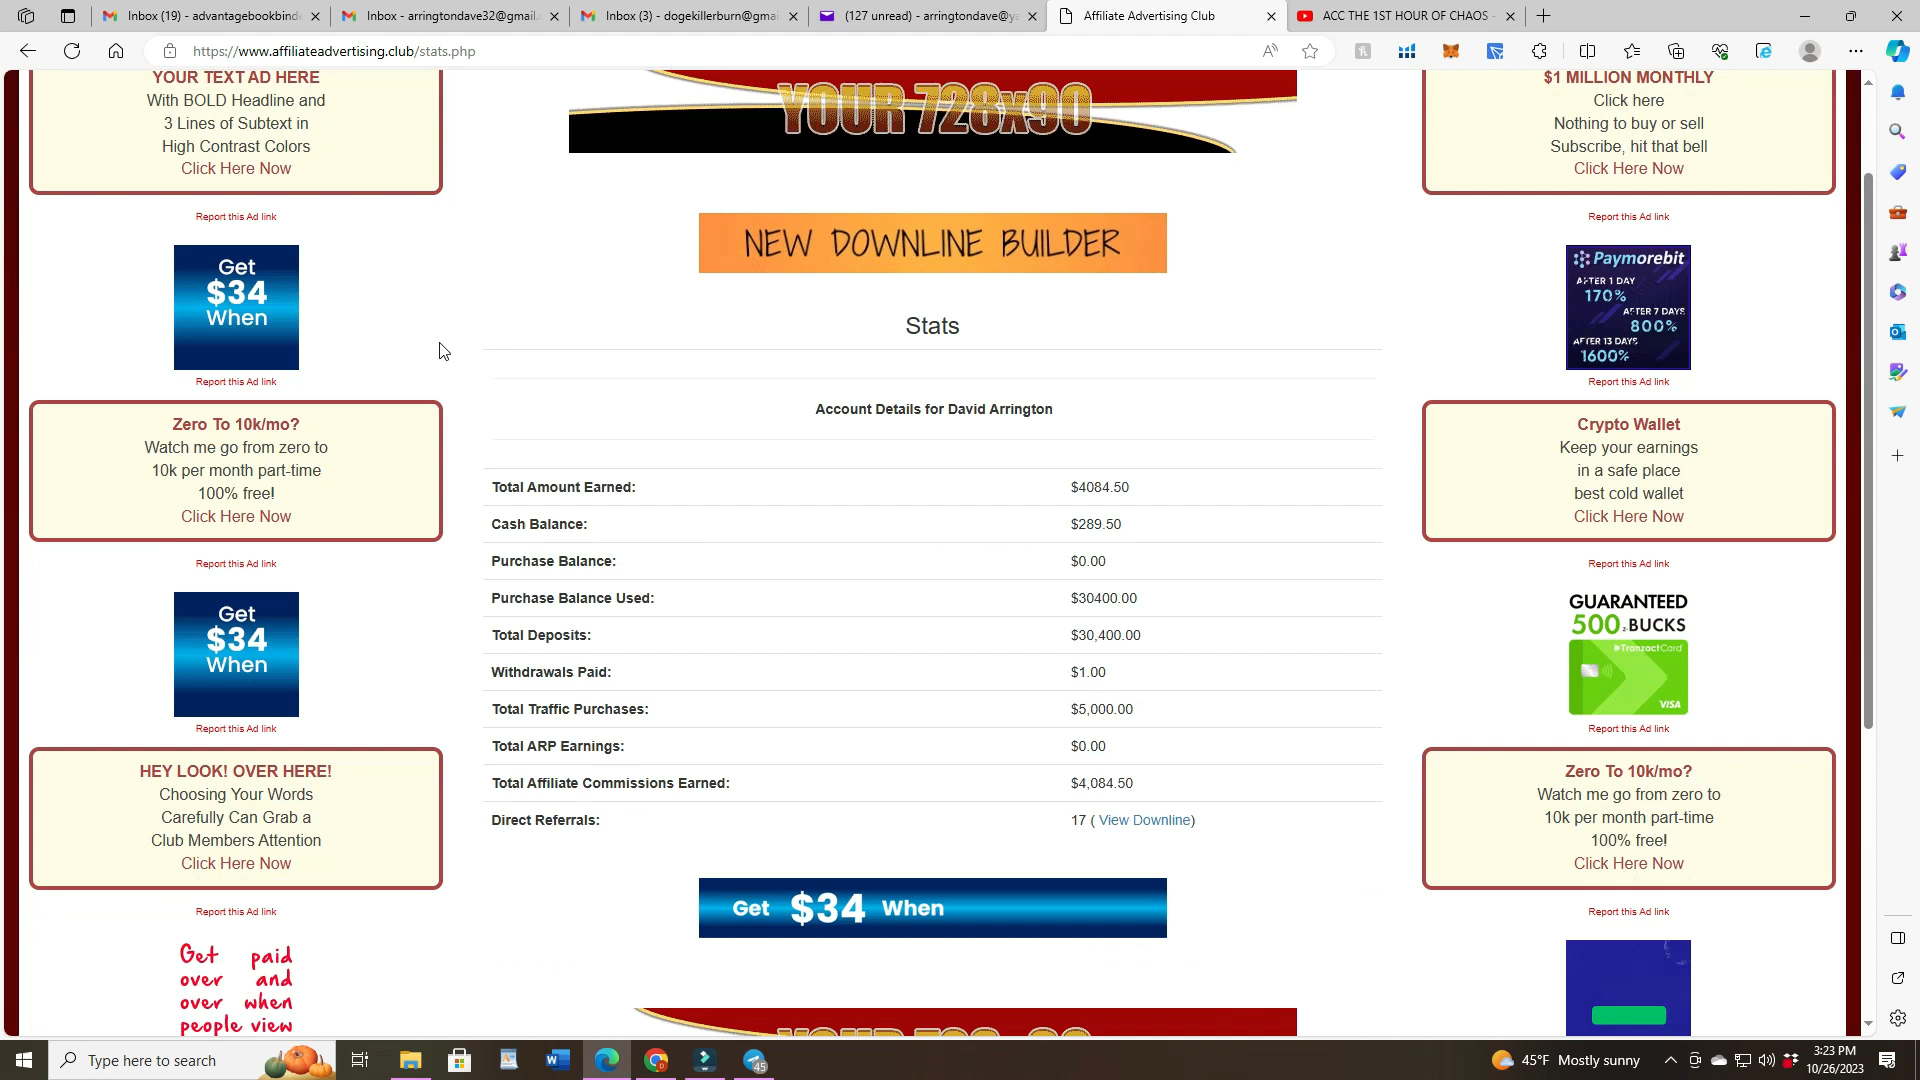 Inbox (19) - advantagebookbinde
Inbox - arringtondave32@gmail.
Inbox (3) - dogekillerburn@gmai
(127 unread) - arringtondave@y
Affiliate Advertising Club
ACC THE 1ST HOUR OF CHAOS -
https://www.affiliateadvertising.club/stats.php
YOUR TEXT AD HERE
With BOLD Headline and
3 Lines of Subtext in
High Contrast Colors
Click Here Now
Report this Ad link
Get
$34
When
Report this Ad link
Zero To 10k/mo?
Watch me go from zero to
10k per month part-time
100% free!
Click Here Now
Report this Ad link
Get
$34
When
Report this Ad link
HEY LOOK! OVER HERE!
Choosing Your Words
Carefully Can Grab a
Club Members Attention
Click Here Now
Report this Ad link
Get paid
over and
over when
people view
YOUR 728x90
NEW DOWNLINE BUILDER
Stats
Account Details for David Arrington
Total Amount Earned: $4084.50
Cash Balance: $289.50
Purchase Balance: $0.00
Purchase Balance Used: $30400.00
Total Deposits: $30,400.00
Withdrawals Paid: $1.00
Total Traffic Purchases: $5,000.00
Total ARP Earnings: $0.00
Total Affiliate Commissions Earned: $4,084.50
Direct Referrals: 17 ( View Downline)
Get $34 When
YOUR 728x90
$1 MILLION MONTHLY
Click here
Nothing to buy or sell
Subscribe, hit that bell
Click Here Now
Report this Ad link
Paymorebit
AFTER 1 DAY
170%
AFTER 7 DAYS
800%
AFTER 13 DAYS
1600%
Report this Ad link
Crypto Wallet
Keep your earnings
in a safe place
best cold wallet
Click Here Now
Report this Ad link
GUARANTEED
500 Z-BUCKS
TranzactCard
VISA
Report this Ad link
Zero To 10k/mo?
Watch me go from zero to
10k per month part-time
100% free!
Click Here Now
Report this Ad link
Type here to search
45
45°F Mostly sunny
3:23 PM
10/26/2023